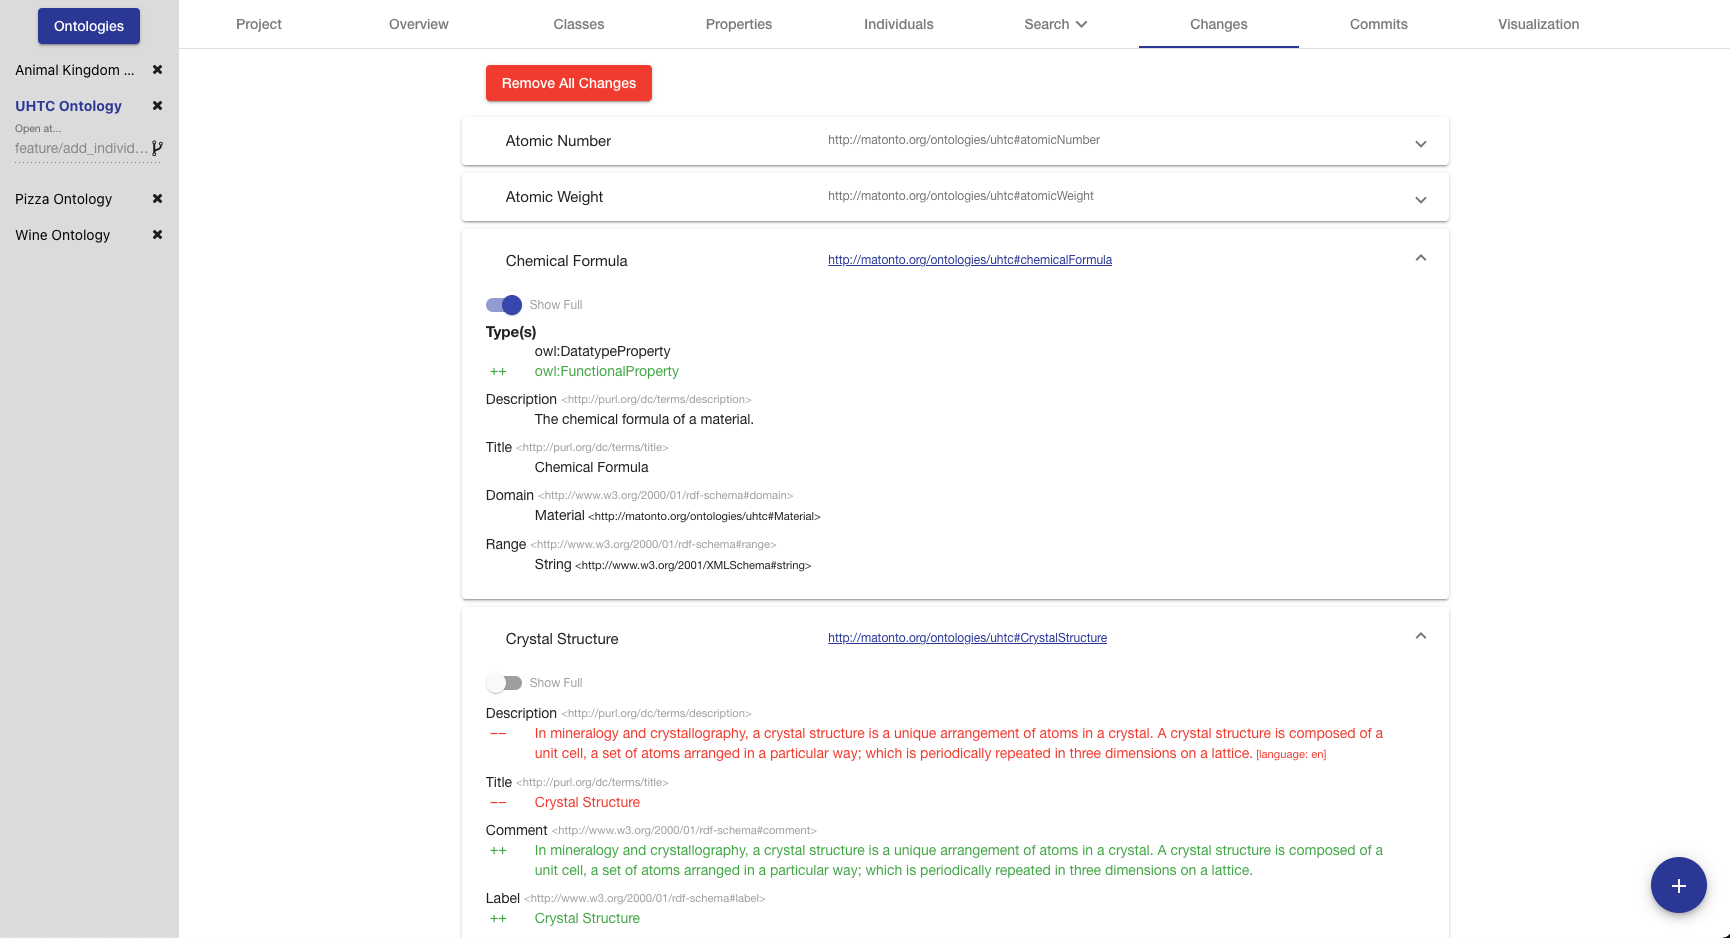 Ontologies
Animal Kingdom ...
UHTC Ontology
Open at...
feature/add_individ...
Pizza Ontology
Wine Ontology
Project Overview Classes Properties Individuals Search Changes Commits Visualization
Remove All Changes
Atomic Number http://matonto.org/ontologies/uhtc#atomicNumber
Atomic Weight http://matonto.org/ontologies/uhtc#atomicWeight
Chemical Formula http://matonto.org/ontologies/uhtc#chemicalFormula
Show Full
Type(s)
owl:DatatypeProperty
++ owl:FunctionalProperty
Description <http://purl.org/dc/terms/description>
The chemical formula of a material.
Title <http://purl.org/dc/terms/title>
Chemical Formula
Domain <http://www.w3.org/2000/01/rdf-schema#domain>
Material <http://matonto.org/ontologies/uhtc#Material>
Range <http://www.w3.org/2000/01/rdf-schema#range>
String <http://www.w3.org/2001/XMLSchema#string>
Crystal Structure http://matonto.org/ontologies/uhtc#CrystalStructure
Show Full
Description <http://purl.org/dc/terms/description>
−− In mineralogy and crystallography, a crystal structure is a unique arrangement of atoms in a crystal. A crystal structure is composed of a
unit cell, a set of atoms arranged in a particular way; which is periodically repeated in three dimensions on a lattice. [language: en]
Title <http://purl.org/dc/terms/title>
−− Crystal Structure
Comment <http://www.w3.org/2000/01/rdf-schema#comment>
++ In mineralogy and crystallography, a crystal structure is a unique arrangement of atoms in a crystal. A crystal structure is composed of a
unit cell, a set of atoms arranged in a particular way; which is periodically repeated in three dimensions on a lattice.
Label <http://www.w3.org/2000/01/rdf-schema#label>
++ Crystal Structure